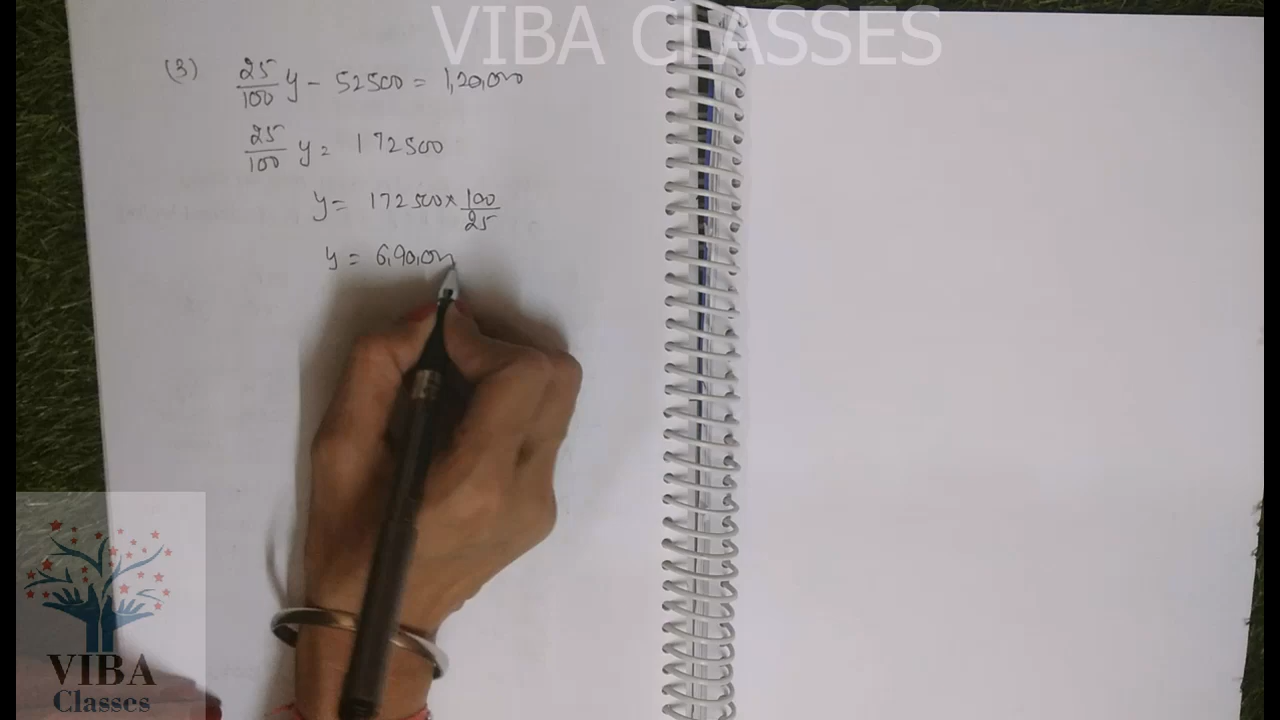 VIBA CLASSES
(3) 25/100 y - 52500 = 1,20,000
25/100 y = 172500
y = 172500 × 100/25
y = 6,90,000
VIBA
Classes